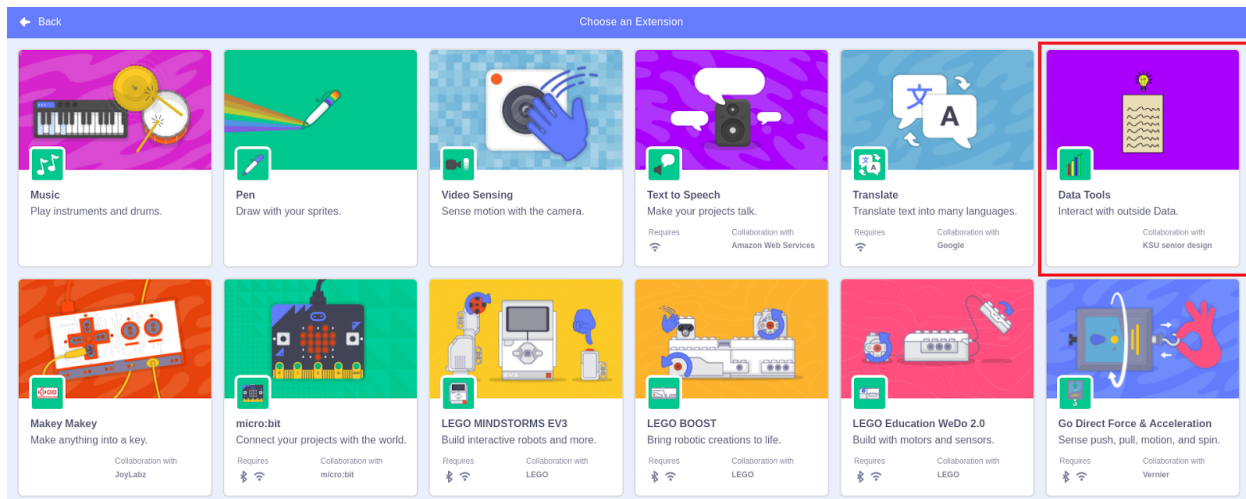 Back
Choose an Extension
Music
Play instruments and drums.
Pen
Draw with your sprites.
Video Sensing
Sense motion with the camera.
Text to Speech
Make your projects talk.
Requires
Collaboration with
Amazon Web Services
文 A
Translate
Translate text into many languages.
Requires
Collaboration with
Google
Data Tools
Interact with outside Data.
Collaboration with
KSU senior design
Makey Makey
Make anything into a key.
Collaboration with
JoyLabz
micro:bit
Connect your projects with the world.
Requires
Collaboration with
micro:bit
LEGO MINDSTORMS EV3
Build interactive robots and more.
Requires
Collaboration with
LEGO
LEGO BOOST
Bring robotic creations to life.
Requires
Collaboration with
LEGO
LEGO Education WeDo 2.0
Build with motors and sensors.
Requires
Collaboration with
LEGO
Go Direct Force & Acceleration
Sense push, pull, motion, and spin.
Requires
Collaboration with
Vernier